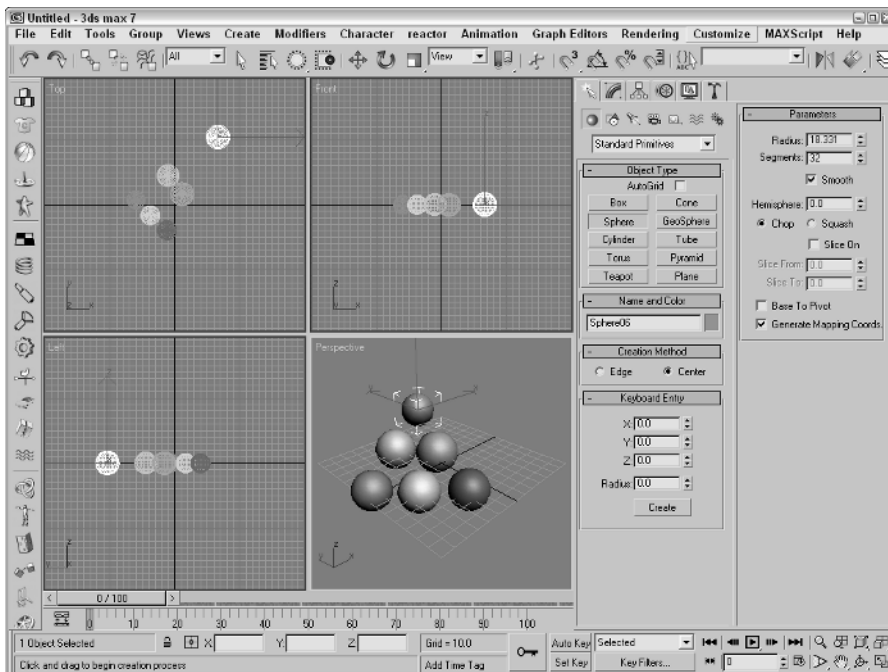 Untitled - 3ds max 7
File Edit Tools Group Views Create Modifiers Character reactor Animation Graph Editors Rendering Customize MAXScript Help
All
View
Top
Front
Left
Perspective
Standard Primitives
- Object Type
AutoGrid
Box Cone
Sphere GeoSphere
Cylinder Tube
Torus Pyramid
Teapot Plane
- Name and Color
Sphere06
- Creation Method
Edge Center
- Keyboard Entry
X: 0.0
Y: 0.0
Z: 0.0
Radius: 0.0
Create
- Parameters
Radius: 18.331
Segments: 32
Smooth
Hemisphere: 0.0
Chop Squash
Slice On
Slice From: 0.0
Slice To: 0.0
Base To Pivot
Generate Mapping Coords.
< 0 / 100 >
0 10 20 30 40 50 60 70 80 90 100
1 Object Selected X: Y: Z: Grid = 10.0 Auto Key Selected
Click and drag to begin creation process Add Time Tag Set Key Key Filters... 0